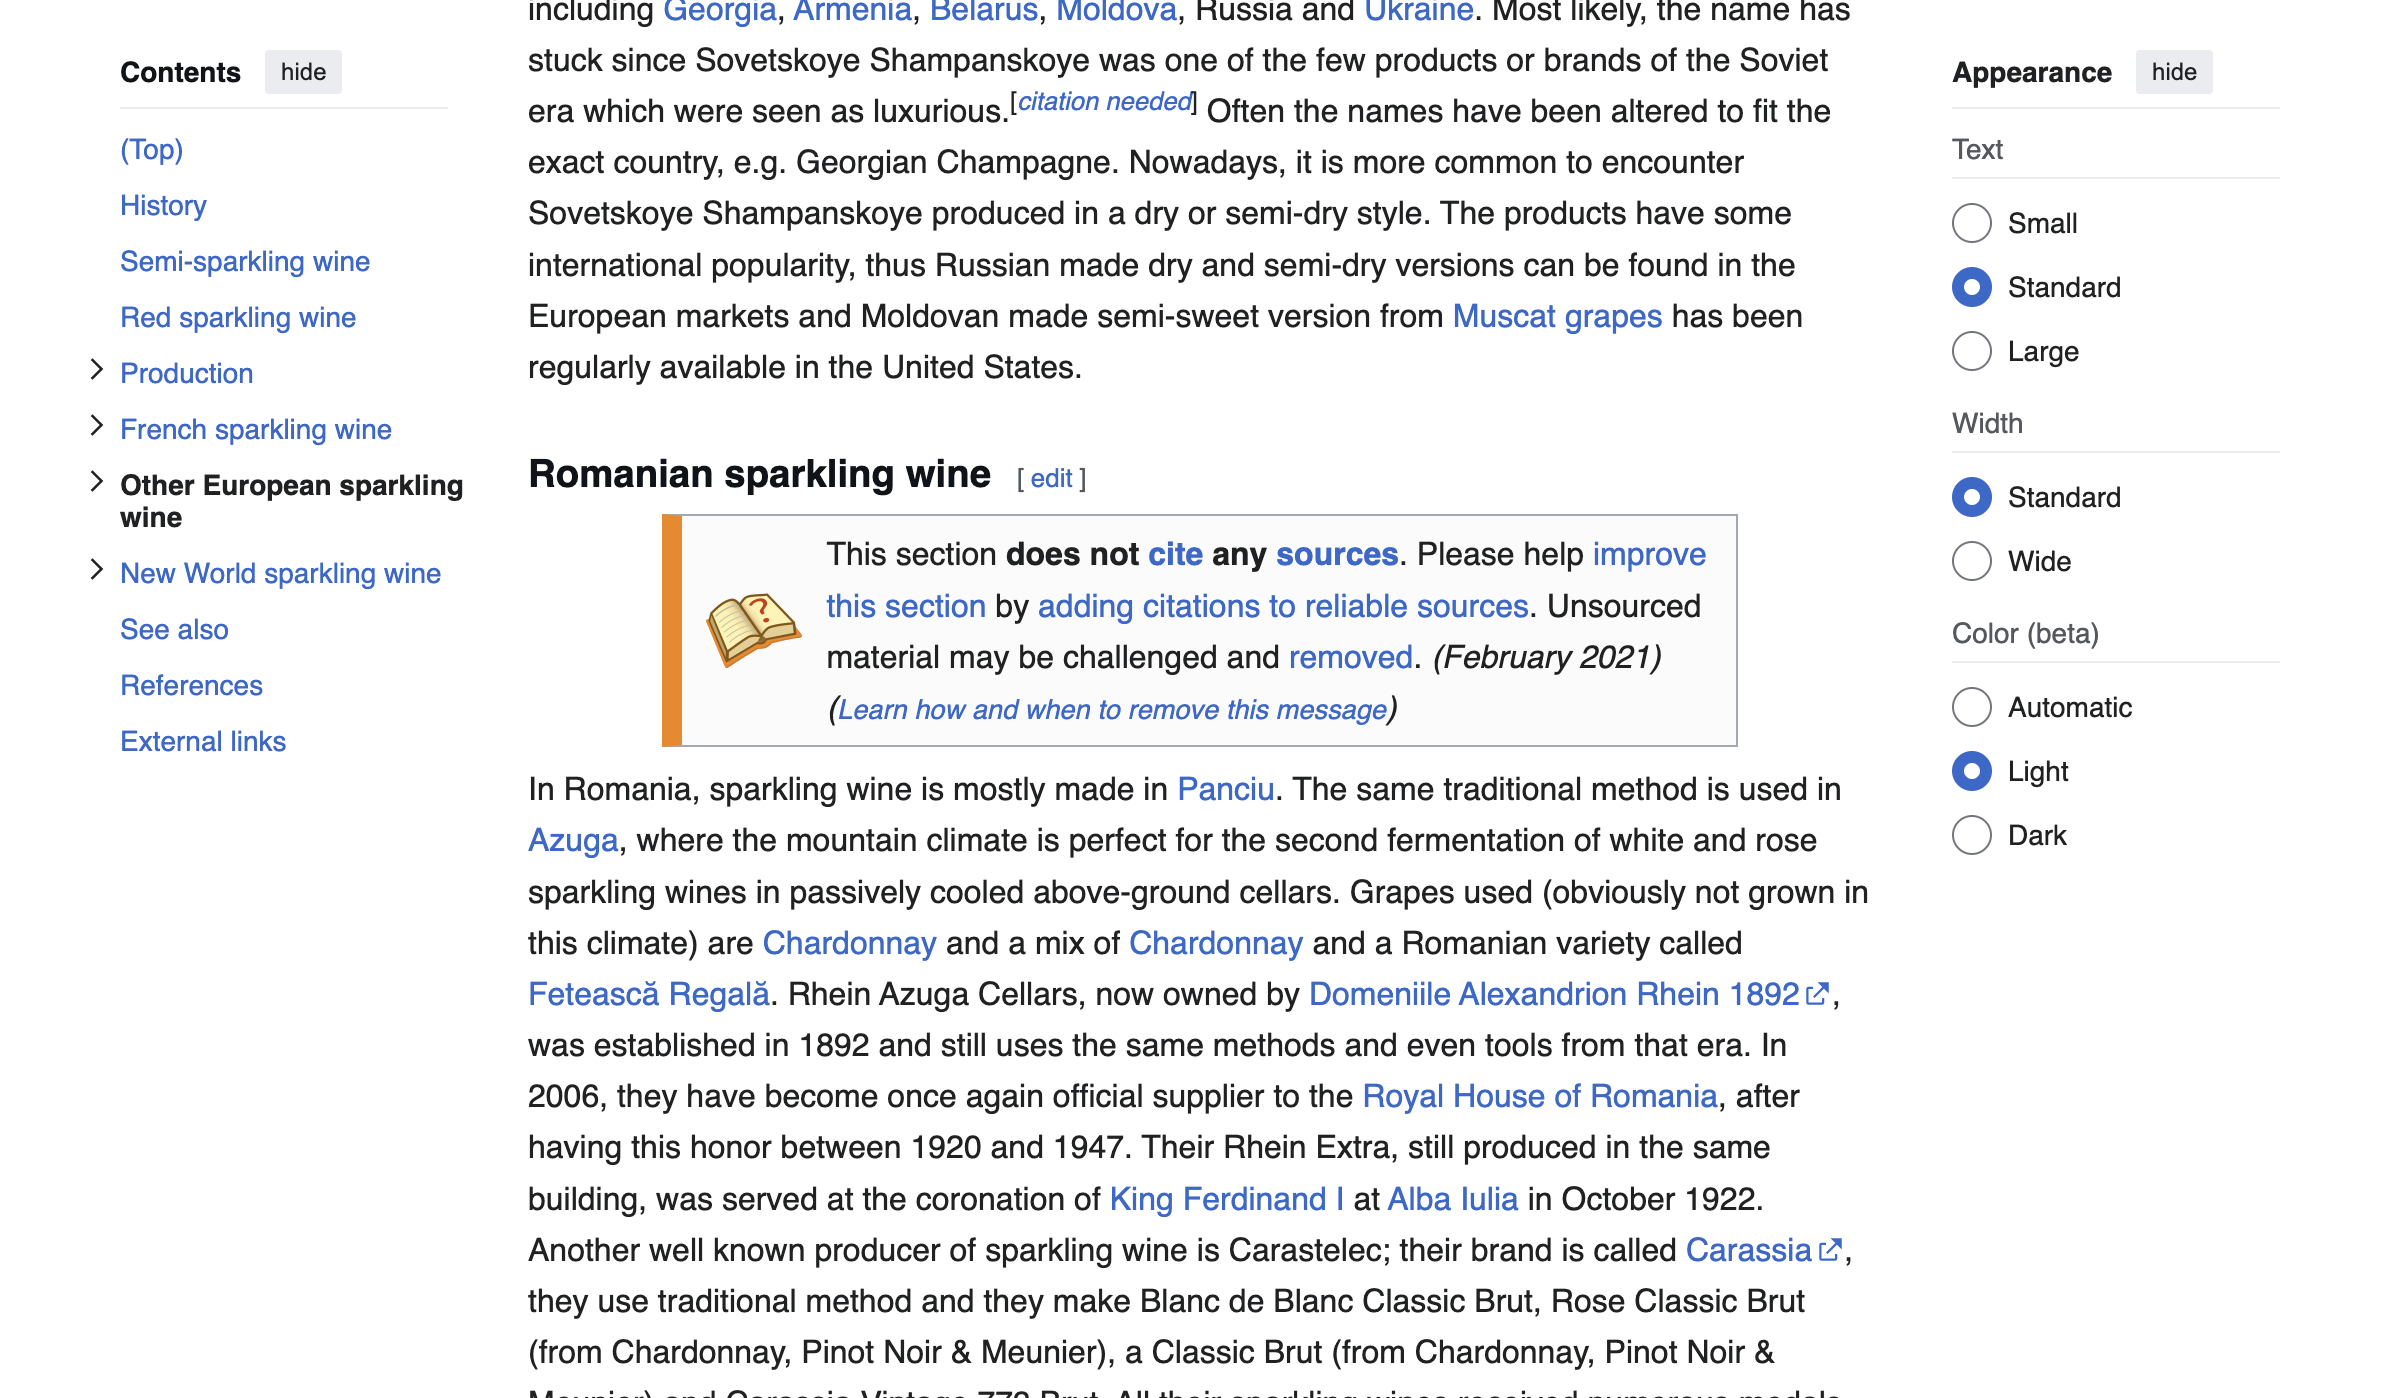 Contents hide
(Top)
History
Semi-sparkling wine
Red sparkling wine
Production
French sparkling wine
Other European sparkling
wine
New World sparkling wine
See also
References
External links
including Georgia, Armenia, Belarus, Moldova, Russia and Ukraine. Most likely, the name has
stuck since Sovetskoye Shampanskoye was one of the few products or brands of the Soviet
era which were seen as luxurious.[citation needed] Often the names have been altered to fit the
exact country, e.g. Georgian Champagne. Nowadays, it is more common to encounter
Sovetskoye Shampanskoye produced in a dry or semi-dry style. The products have some
international popularity, thus Russian made dry and semi-dry versions can be found in the
European markets and Moldovan made semi-sweet version from Muscat grapes has been
regularly available in the United States.
Romanian sparkling wine [ edit ]
This section does not cite any sources. Please help improve
this section by adding citations to reliable sources. Unsourced
material may be challenged and removed. (February 2021)
(Learn how and when to remove this message)
In Romania, sparkling wine is mostly made in Panciu. The same traditional method is used in
Azuga, where the mountain climate is perfect for the second fermentation of white and rose
sparkling wines in passively cooled above-ground cellars. Grapes used (obviously not grown in
this climate) are Chardonnay and a mix of Chardonnay and a Romanian variety called
Fetească Regală. Rhein Azuga Cellars, now owned by Domeniile Alexandrion Rhein 1892,
was established in 1892 and still uses the same methods and even tools from that era. In
2006, they have become once again official supplier to the Royal House of Romania, after
having this honor between 1920 and 1947. Their Rhein Extra, still produced in the same
building, was served at the coronation of King Ferdinand I at Alba Iulia in October 1922.
Another well known producer of sparkling wine is Carastelec; their brand is called Carassia,
they use traditional method and they make Blanc de Blanc Classic Brut, Rose Classic Brut
(from Chardonnay, Pinot Noir & Meunier), a Classic Brut (from Chardonnay, Pinot Noir &
Appearance hide
Text
Small
Standard
Large
Width
Standard
Wide
Color (beta)
Automatic
Light
Dark